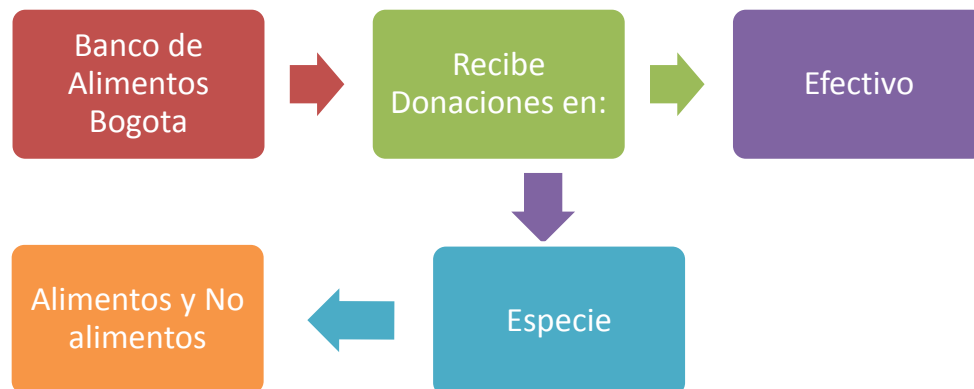 Banco de
Alimentos
Bogota
Recibe
Donaciones en:
Efectivo
Especie
Alimentos y No
alimentos